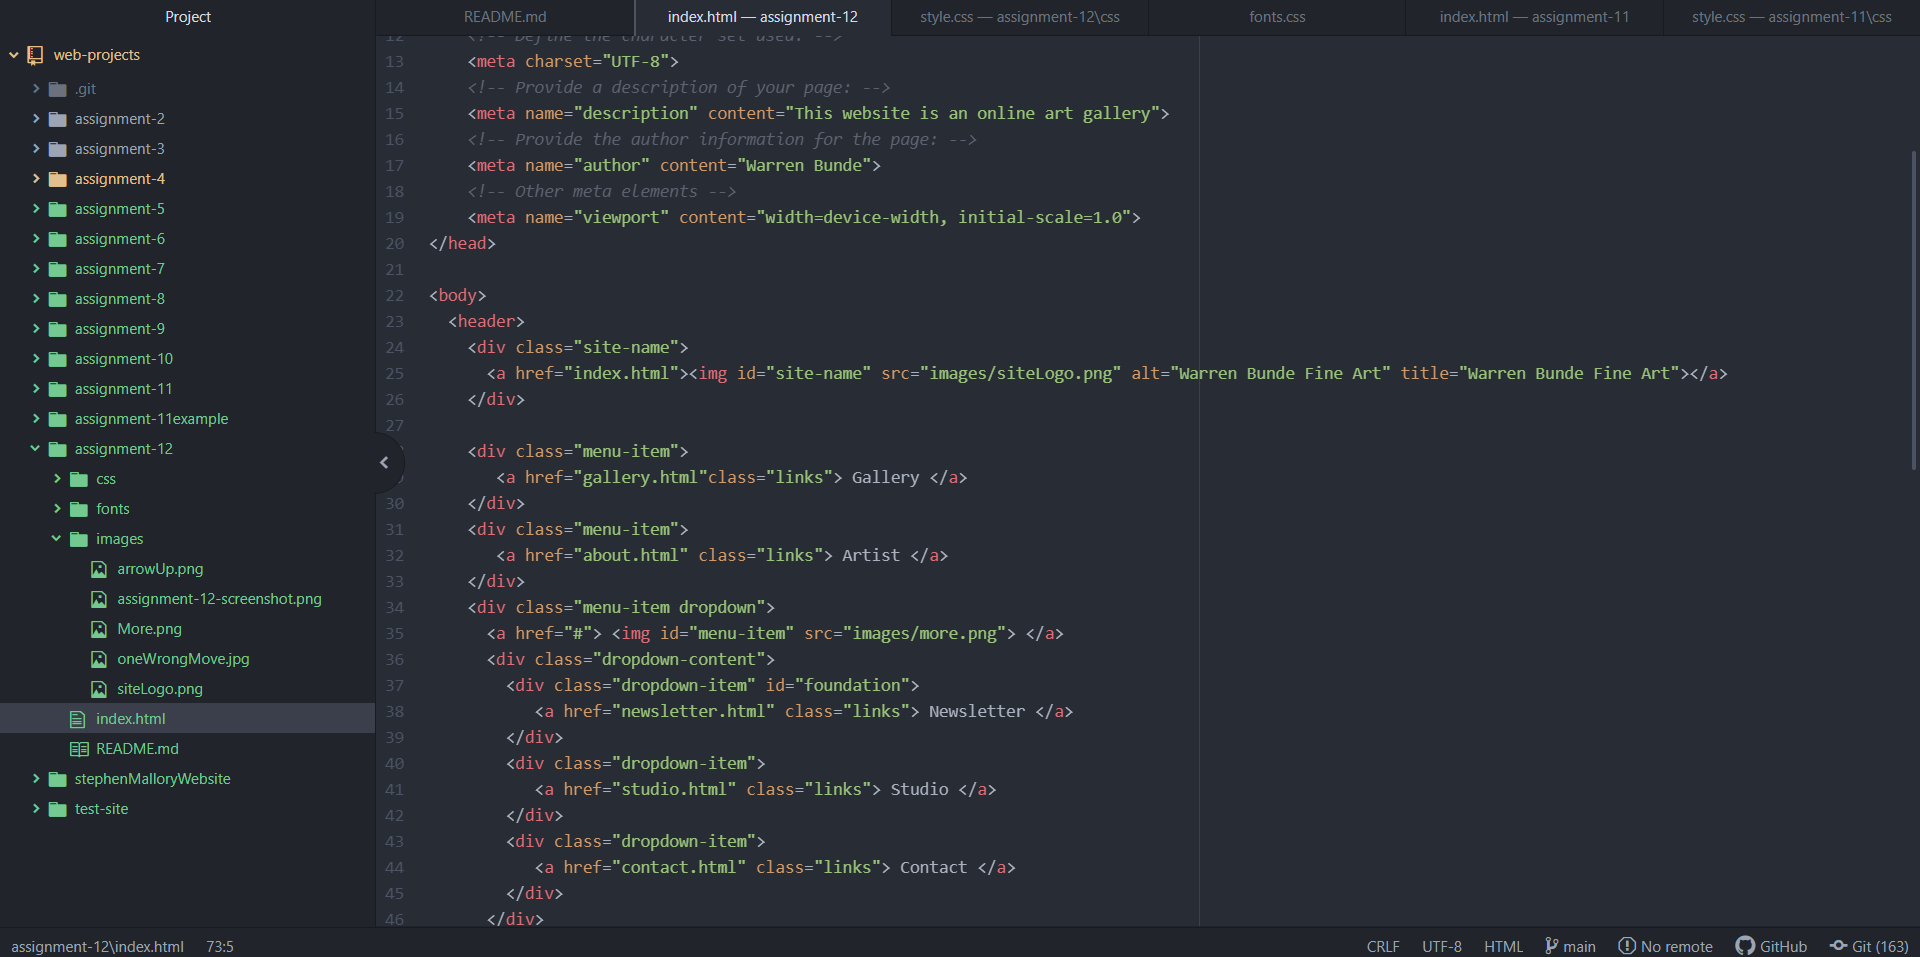 Project
README.md
index.html — assignment-12
style.css — assignment-12\css
fonts.css
index.html — assignment-11
style.css — assignment-11\css
web-projects
.git
assignment-2
assignment-3
assignment-4
assignment-5
assignment-6
assignment-7
assignment-8
assignment-9
assignment-10
assignment-11
assignment-11example
assignment-12
css
fonts
images
arrowUp.png
assignment-12-screenshot.png
More.png
oneWrongMove.jpg
siteLogo.png
index.html
README.md
stephenMalloryWebsite
test-site
12 <!-- Define the character set used: -->
13 <meta charset="UTF-8">
14 <!-- Provide a description of your page: -->
15 <meta name="description" content="This website is an online art gallery">
16 <!-- Provide the author information for the page: -->
17 <meta name="author" content="Warren Bunde">
18 <!-- Other meta elements -->
19 <meta name="viewport" content="width=device-width, initial-scale=1.0">
20 </head>
21
22 <body>
23 <header>
24 <div class="site-name">
25 <a href="index.html"><img id="site-name" src="images/siteLogo.png" alt="Warren Bunde Fine Art" title="Warren Bunde Fine Art"></a>
26 </div>
27
<div class="menu-item">
<a href="gallery.html"class="links"> Gallery </a>
30 </div>
31 <div class="menu-item">
32 <a href="about.html" class="links"> Artist </a>
33 </div>
34 <div class="menu-item dropdown">
35 <a href="#"> <img id="menu-item" src="images/more.png"> </a>
36 <div class="dropdown-content">
37 <div class="dropdown-item" id="foundation">
38 <a href="newsletter.html" class="links"> Newsletter </a>
39 </div>
40 <div class="dropdown-item">
41 <a href="studio.html" class="links"> Studio </a>
42 </div>
43 <div class="dropdown-item">
44 <a href="contact.html" class="links"> Contact </a>
45 </div>
46 </div>
assignment-12\index.html 73:5 CRLF UTF-8 HTML main No remote GitHub Git (163)